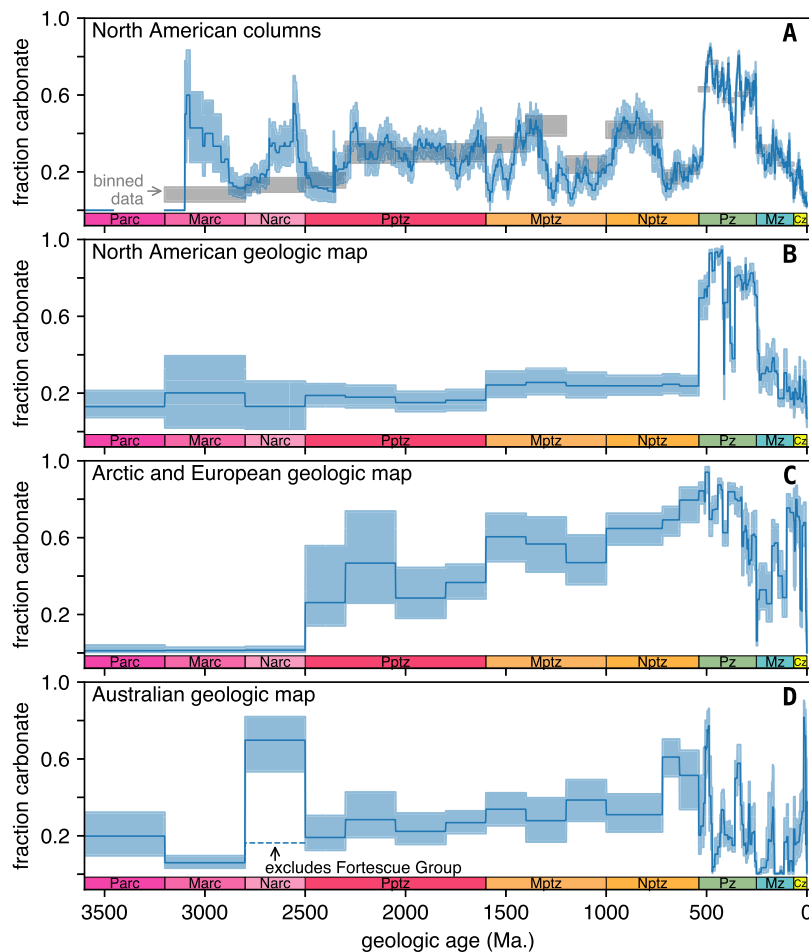 North American columns
A
1.0
0.6
0.2
fraction carbonate
binned
data
Parc Marc Narc Pptz Mptz Nptz Pz Mz Cz
North American geologic map
B
1.0
0.6
0.2
fraction carbonate
Parc Marc Narc Pptz Mptz Nptz Pz Mz Cz
Arctic and European geologic map
C
1.0
0.6
0.2
fraction carbonate
Parc Marc Narc Pptz Mptz Nptz Pz Mz Cz
Australian geologic map
D
1.0
0.6
0.2
fraction carbonate
excludes Fortescue Group
Parc Marc Narc Pptz Mptz Nptz Pz Mz Cz
3500 3000 2500 2000 1500 1000 500 0
geologic age (Ma.)